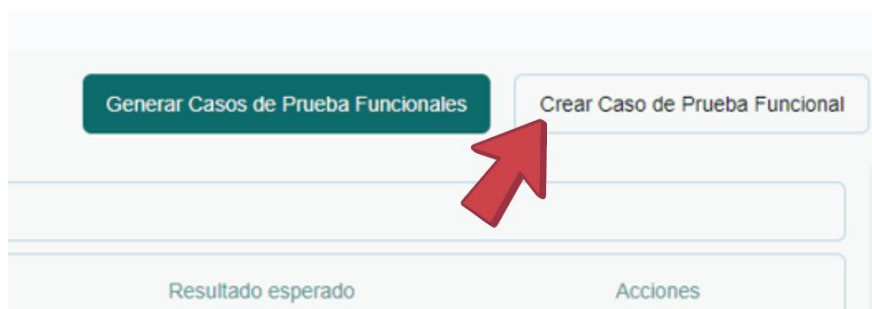 Generar Casos de Prueba Funcionales
Crear Caso de Prueba Funcional
Resultado esperado
Acciones